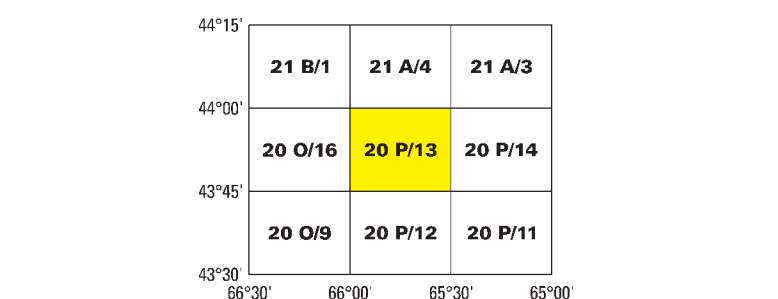 44°15'
21 B/1 21 A/4 21 A/3
44°00'
20 O/16 20 P/13 20 P/14
43°45'
20 O/9 20 P/12 20 P/11
43°30'
66°30' 66°00' 65°30' 65°00'